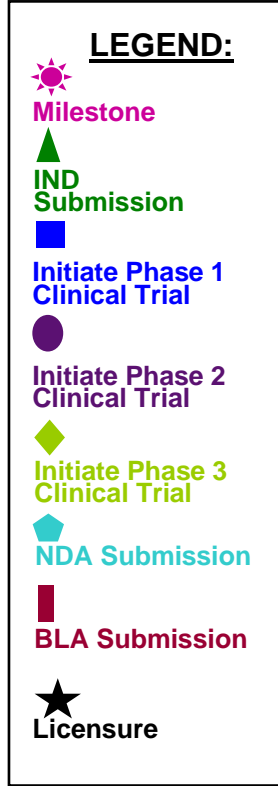 LEGEND:
Milestone
IND
Submission
Initiate Phase 1
Clinical Trial
Initiate Phase 2
Clinical Trial
Initiate Phase 3
Clinical Trial
NDA Submission
BLA Submission
Licensure